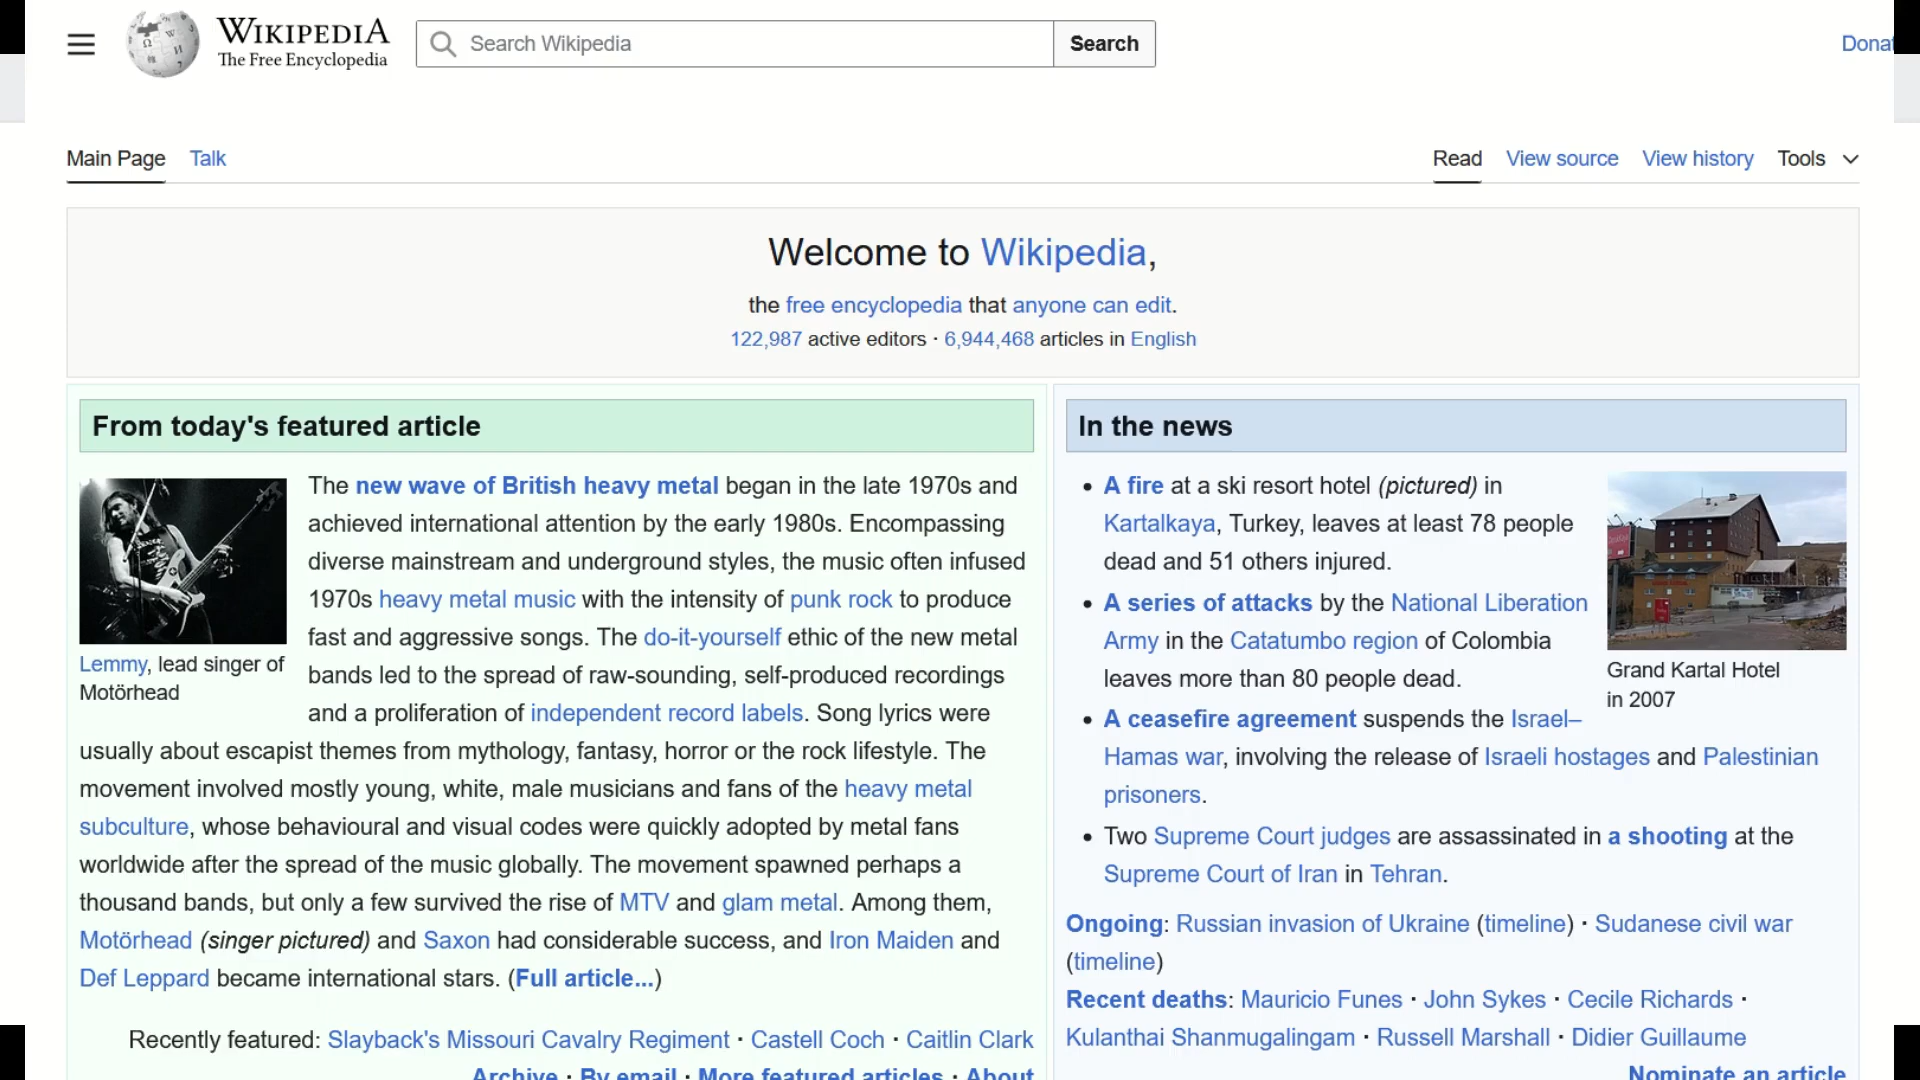 WIKIPEDIA
The Free Encyclopedia
Search Wikipedia
Search
Main Page Talk
Read View source View history Tools
Welcome to Wikipedia,
the free encyclopedia that anyone can edit.
122,987 active editors · 6,944,468 articles in English
From today's featured article
Lemmy, lead singer of
Motörhead
The new wave of British heavy metal began in the late 1970s and
achieved international attention by the early 1980s. Encompassing
diverse mainstream and underground styles, the music often infused
1970s heavy metal music with the intensity of punk rock to produce
fast and aggressive songs. The do-it-yourself ethic of the new metal
bands led to the spread of raw-sounding, self-produced recordings
and a proliferation of independent record labels. Song lyrics were
usually about escapist themes from mythology, fantasy, horror or the rock lifestyle. The
movement involved mostly young, white, male musicians and fans of the heavy metal
subculture, whose behavioural and visual codes were quickly adopted by metal fans
worldwide after the spread of the music globally. The movement spawned perhaps a
thousand bands, but only a few survived the rise of MTV and glam metal. Among them,
Motörhead (singer pictured) and Saxon had considerable success, and Iron Maiden and
Def Leppard became international stars. (Full article...)
Recently featured: Slayback's Missouri Cavalry Regiment · Castell Coch · Caitlin Clark
Archive · By email · More featured articles · About
In the news
• A fire at a ski resort hotel (pictured) in
Kartalkaya, Turkey, leaves at least 78 people
dead and 51 others injured.
• A series of attacks by the National Liberation
Army in the Catatumbo region of Colombia
leaves more than 80 people dead.
• A ceasefire agreement suspends the Israel–
Hamas war, involving the release of Israeli hostages and Palestinian
prisoners.
• Two Supreme Court judges are assassinated in a shooting at the
Supreme Court of Iran in Tehran.
Grand Kartal Hotel
in 2007
Ongoing: Russian invasion of Ukraine (timeline) · Sudanese civil war
(timeline)
Recent deaths: Mauricio Funes · John Sykes · Cecile Richards ·
Kulanthai Shanmugalingam · Russell Marshall · Didier Guillaume
Nominate an article